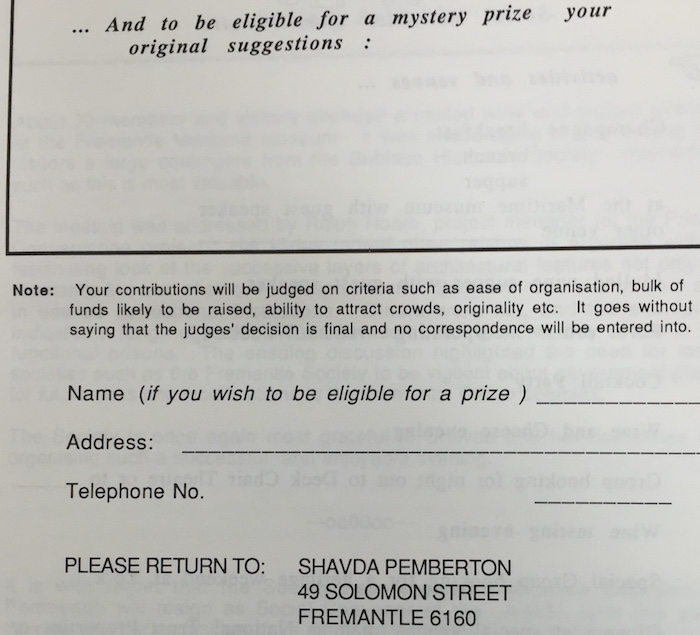 ... And to be eligible for a mystery prize your
original suggestions :
Note: Your contributions will be judged on criteria such as ease of organisation, bulk of
funds likely to be raised, ability to attract crowds, originality etc. It goes without
saying that the judges' decision is final and no correspondence will be entered into.
Name (if you wish to be eligible for a prize )
Address:
Telephone No.
PLEASE RETURN TO: SHAVDA PEMBERTON
49 SOLOMON STREET
FREMANTLE 6160